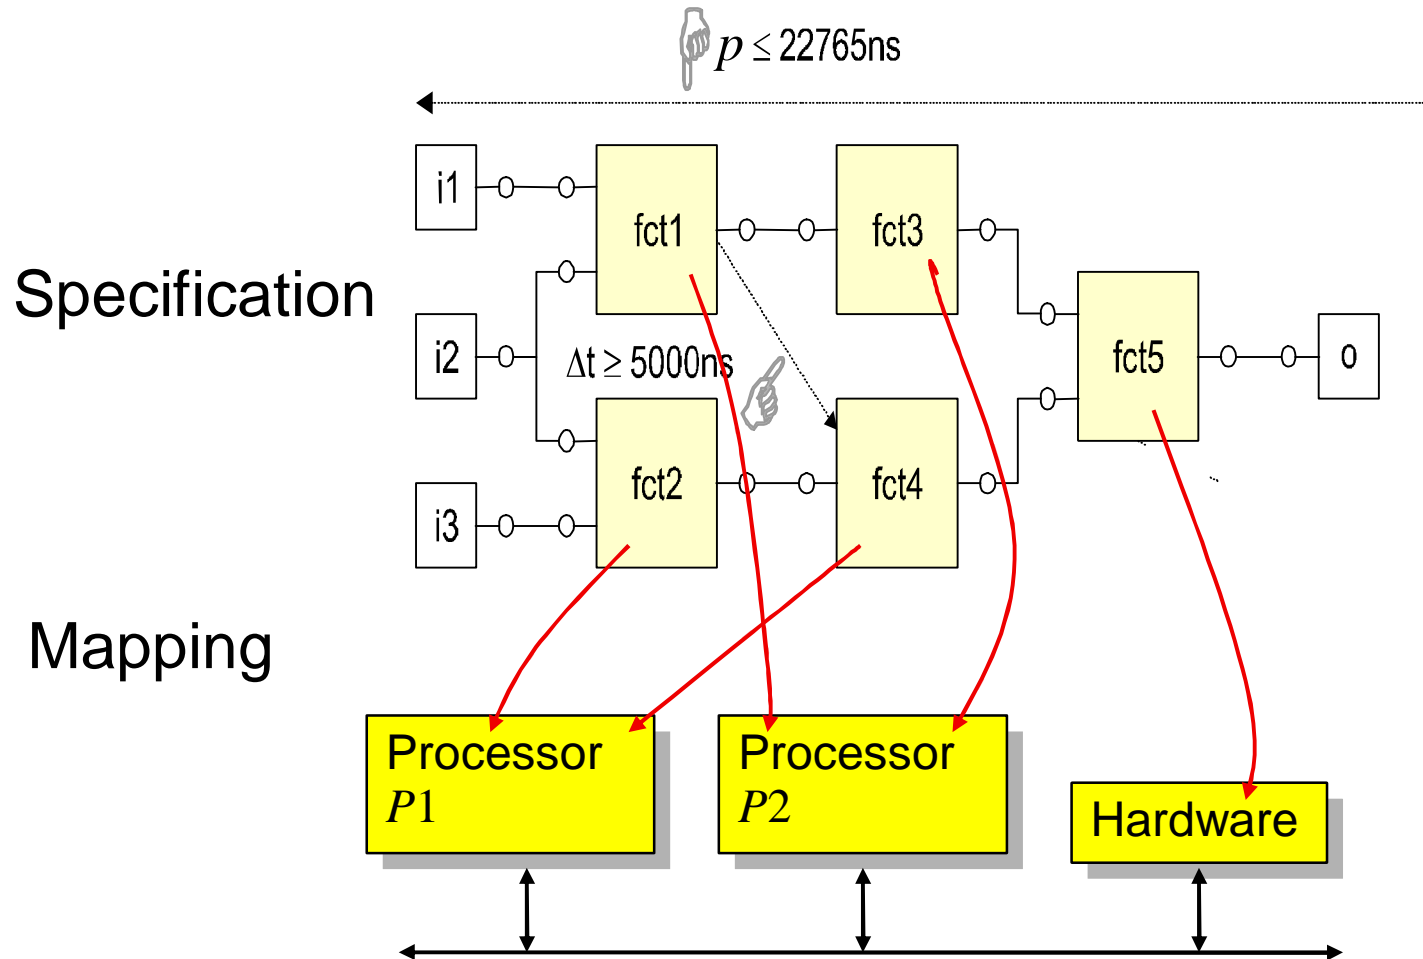 p ≤ 22765ns
i1
fct1
fct3
Specification
i2
Δt ≥ 5000ns
fct5
o
fct2
fct4
i3
Mapping
Processor
P1
Processor
P2
Hardware